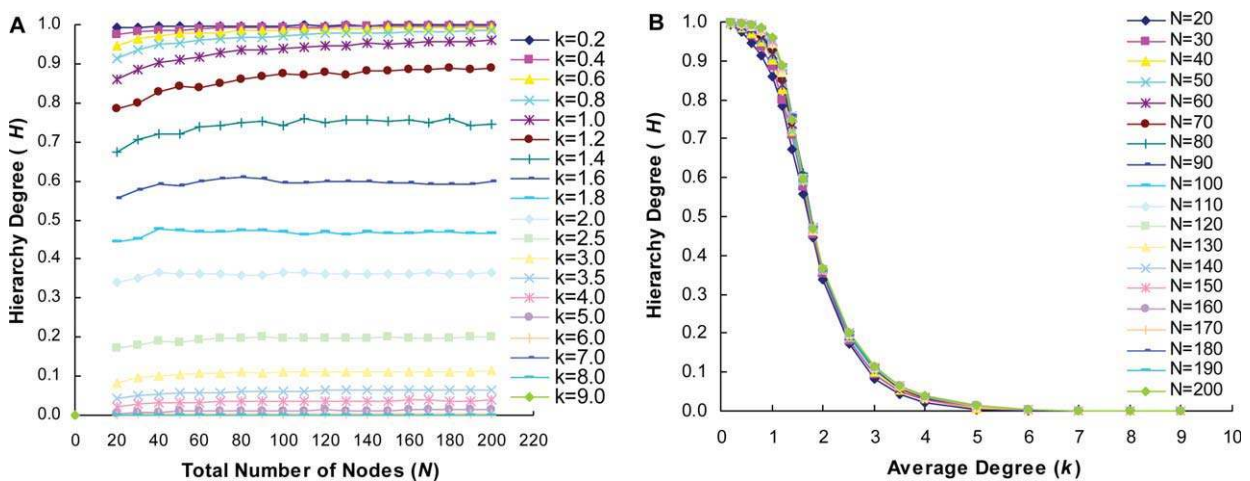 A
Hierarchy Degree ( H)
1.0
0.9
0.8
0.7
0.6
0.5
0.4
0.3
0.2
0.1
0.0
0 20 40 60 80 100 120 140 160 180 200 220
Total Number of Nodes (N)
k=0.2
k=0.4
k=0.6
k=0.8
k=1.0
k=1.2
k=1.4
k=1.6
k=1.8
k=2.0
k=2.5
k=3.0
k=3.5
k=4.0
k=5.0
k=6.0
k=7.0
k=8.0
k=9.0
B
Hierarchy Degree ( H)
1.0
0.9
0.8
0.7
0.6
0.5
0.4
0.3
0.2
0.1
0.0
0 1 2 3 4 5 6 7 8 9 10
Average Degree (k)
N=20
N=30
N=40
N=50
N=60
N=70
N=80
N=90
N=100
N=110
N=120
N=130
N=140
N=150
N=160
N=170
N=180
N=190
N=200